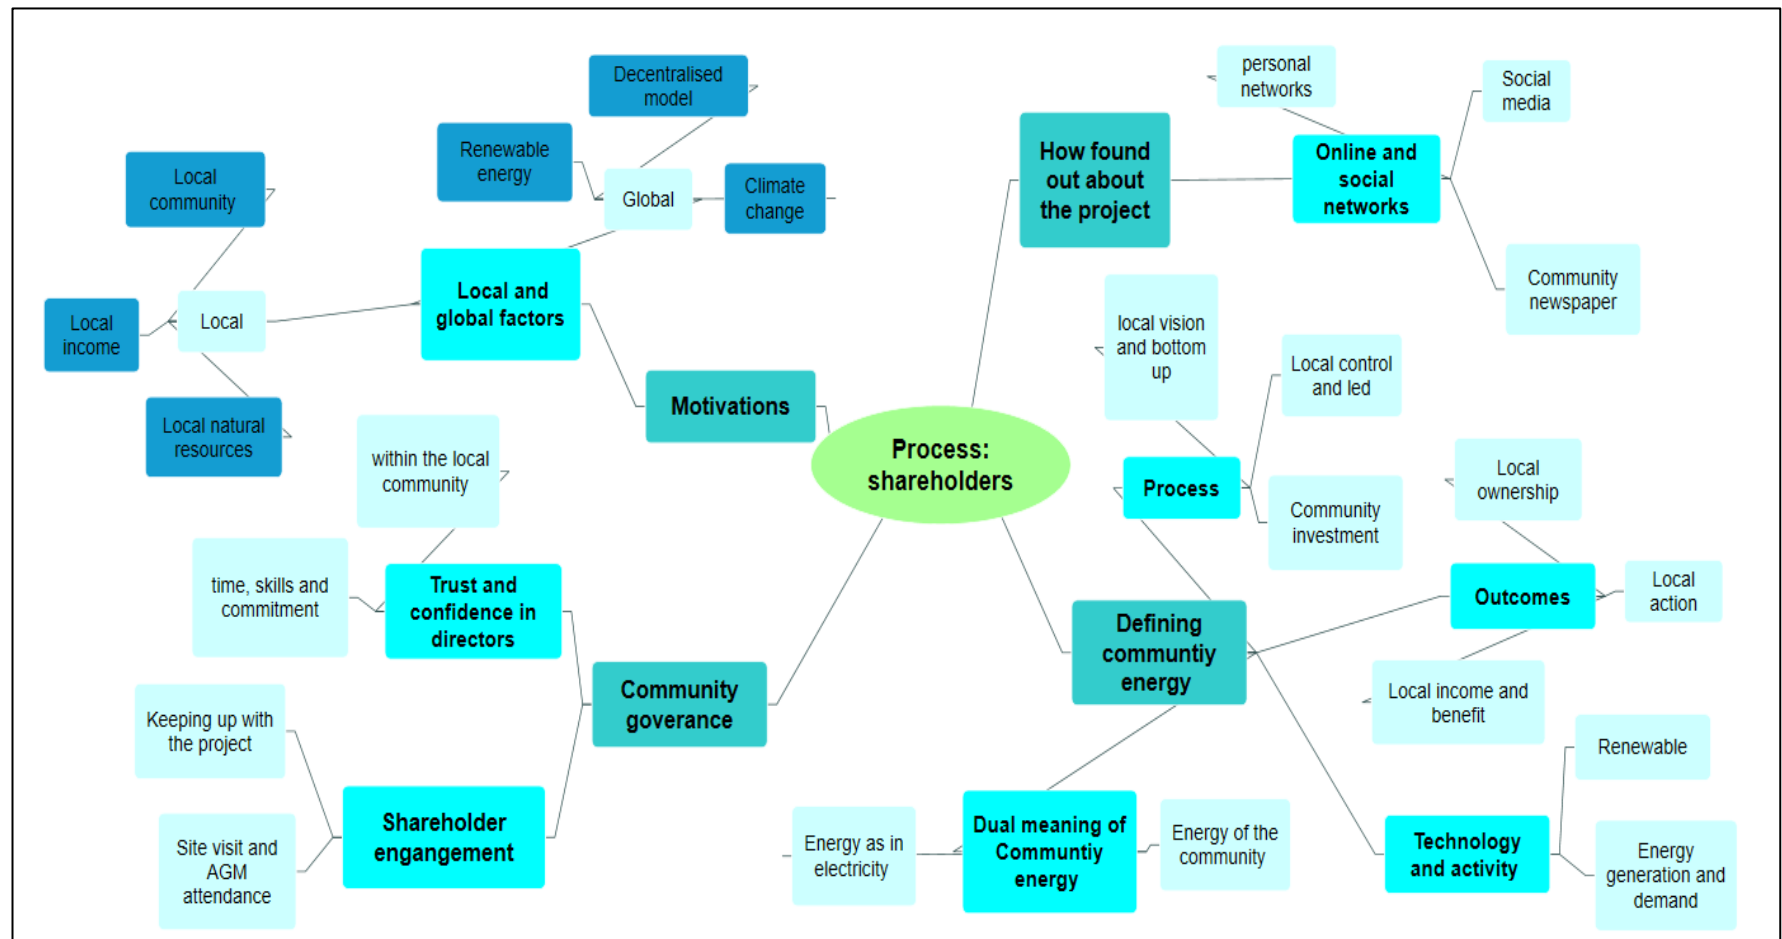 Process:
shareholders
How found
out about
the project
Online and
social
networks
personal
networks
Social
media
Community
newspaper
Motivations
Local and
global factors
Global
Decentralised
model
Renewable
energy
Climate
change
Local
Local
community
Local
income
Local natural
resources
Community
goverance
Trust and
confidence in
directors
within the local
community
time, skills and
commitment
Shareholder
engangement
Keeping up with
the project
Site visit and
AGM
attendance
Defining
communtiy
energy
Process
local vision
and bottom
up
Local control
and led
Community
investment
Outcomes
Local
ownership
Local
action
Local income and
benefit
Technology
and activity
Renewable
Energy
generation and
demand
Dual meaning of
Communtiy
energy
Energy as in
electricity
Energy of the
community